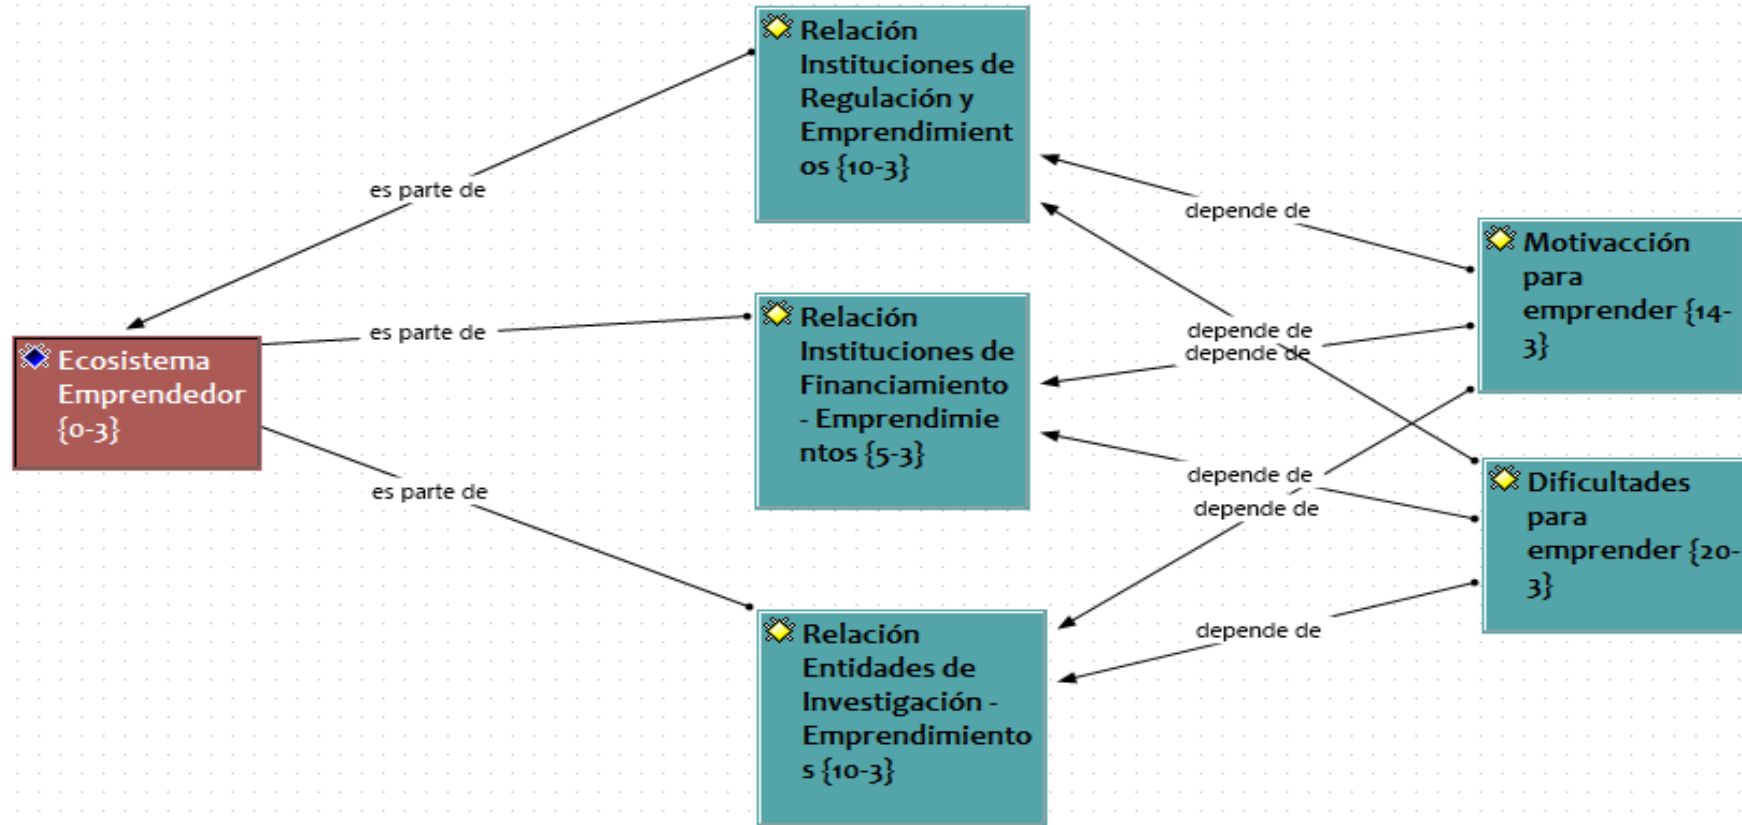 Relación
Instituciones de
Regulación y
Emprendimient
os {10-3}
es parte de
depende de
Motivacción
para
emprender {14-
3}
Relación
Instituciones de
Financiamiento
- Emprendimie
ntos {5-3}
es parte de
depende de
depende de
Ecosistema
Emprendedor
{0-3}
es parte de
depende de
depende de
Dificultades
para
emprender {20-
3}
Relación
Entidades de
Investigación -
Emprendimiento
s {10-3}
depende de